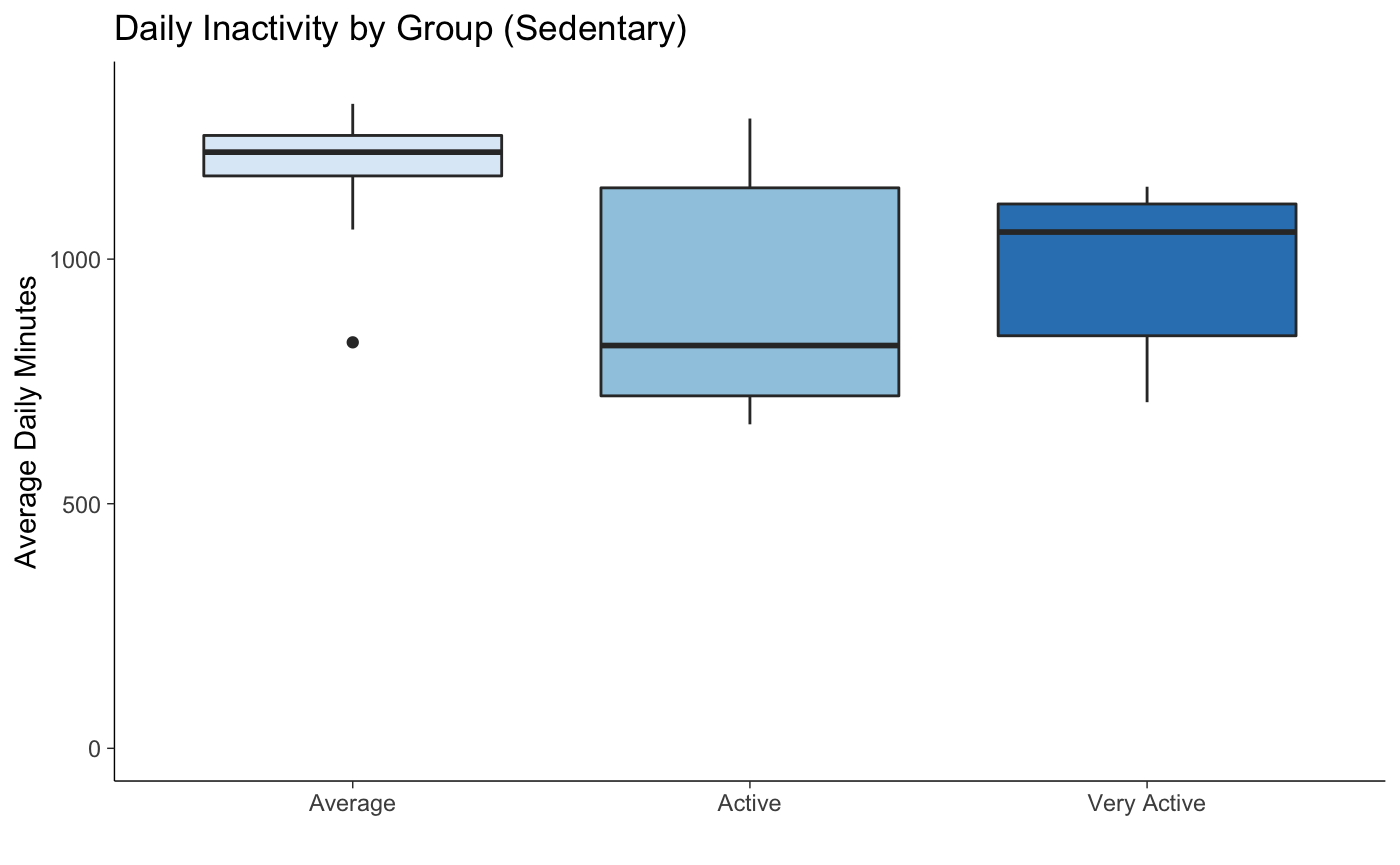 Daily Inactivity by Group (Sedentary)
Average Daily Minutes
1000
500
0
Average
Active
Very Active